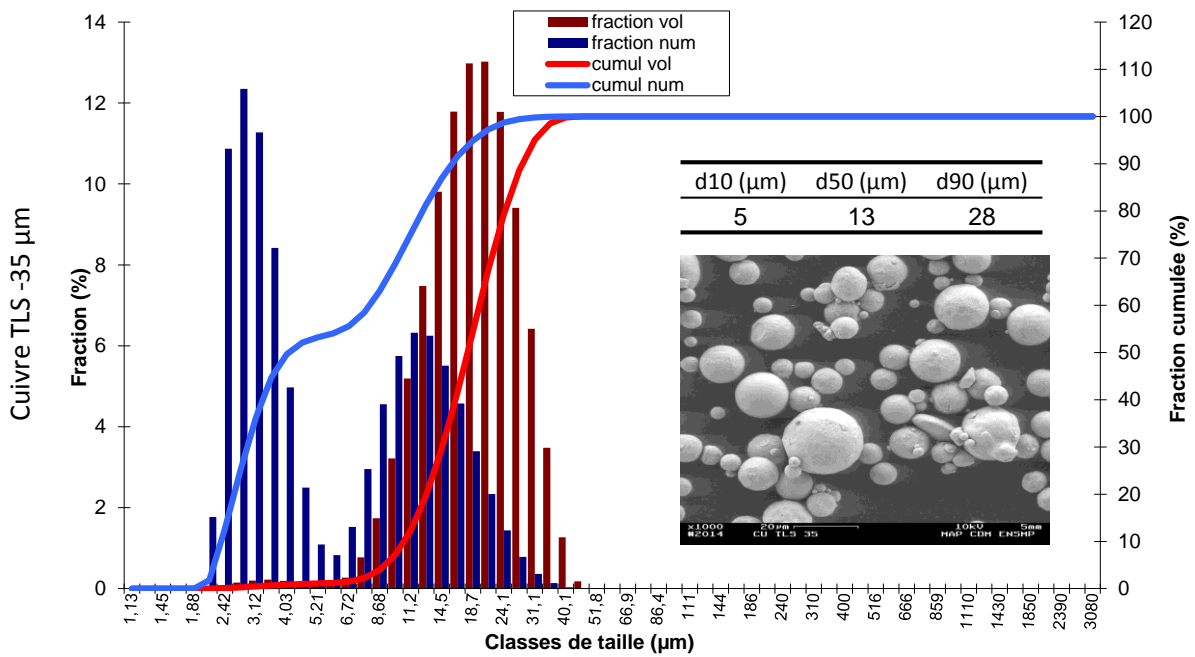 fraction vol
fraction num
cumul vol
cumul num
Cuivre TLS -35 µm
Fraction (%)
14
12
10
8
6
4
2
0
120
110
100
90
80
70
60
50
40
30
20
10
0
Fraction cumulée (%)
d10 (µm) d50 (µm) d90 (µm)
5 13 28
x1000 20µm 10kV 5mm
#2014 CU TLS 35 MAP CDM ENSMP
1,13 1,45 1,88 2,42 3,12 4,03 5,21 6,72 8,68 11,2 14,5 18,7 24,1 31,1 40,1 51,8 66,9 86,4 111 144 186 240 310 400 516 666 859 1110 1430 1850 2390 3080
Classes de taille (µm)